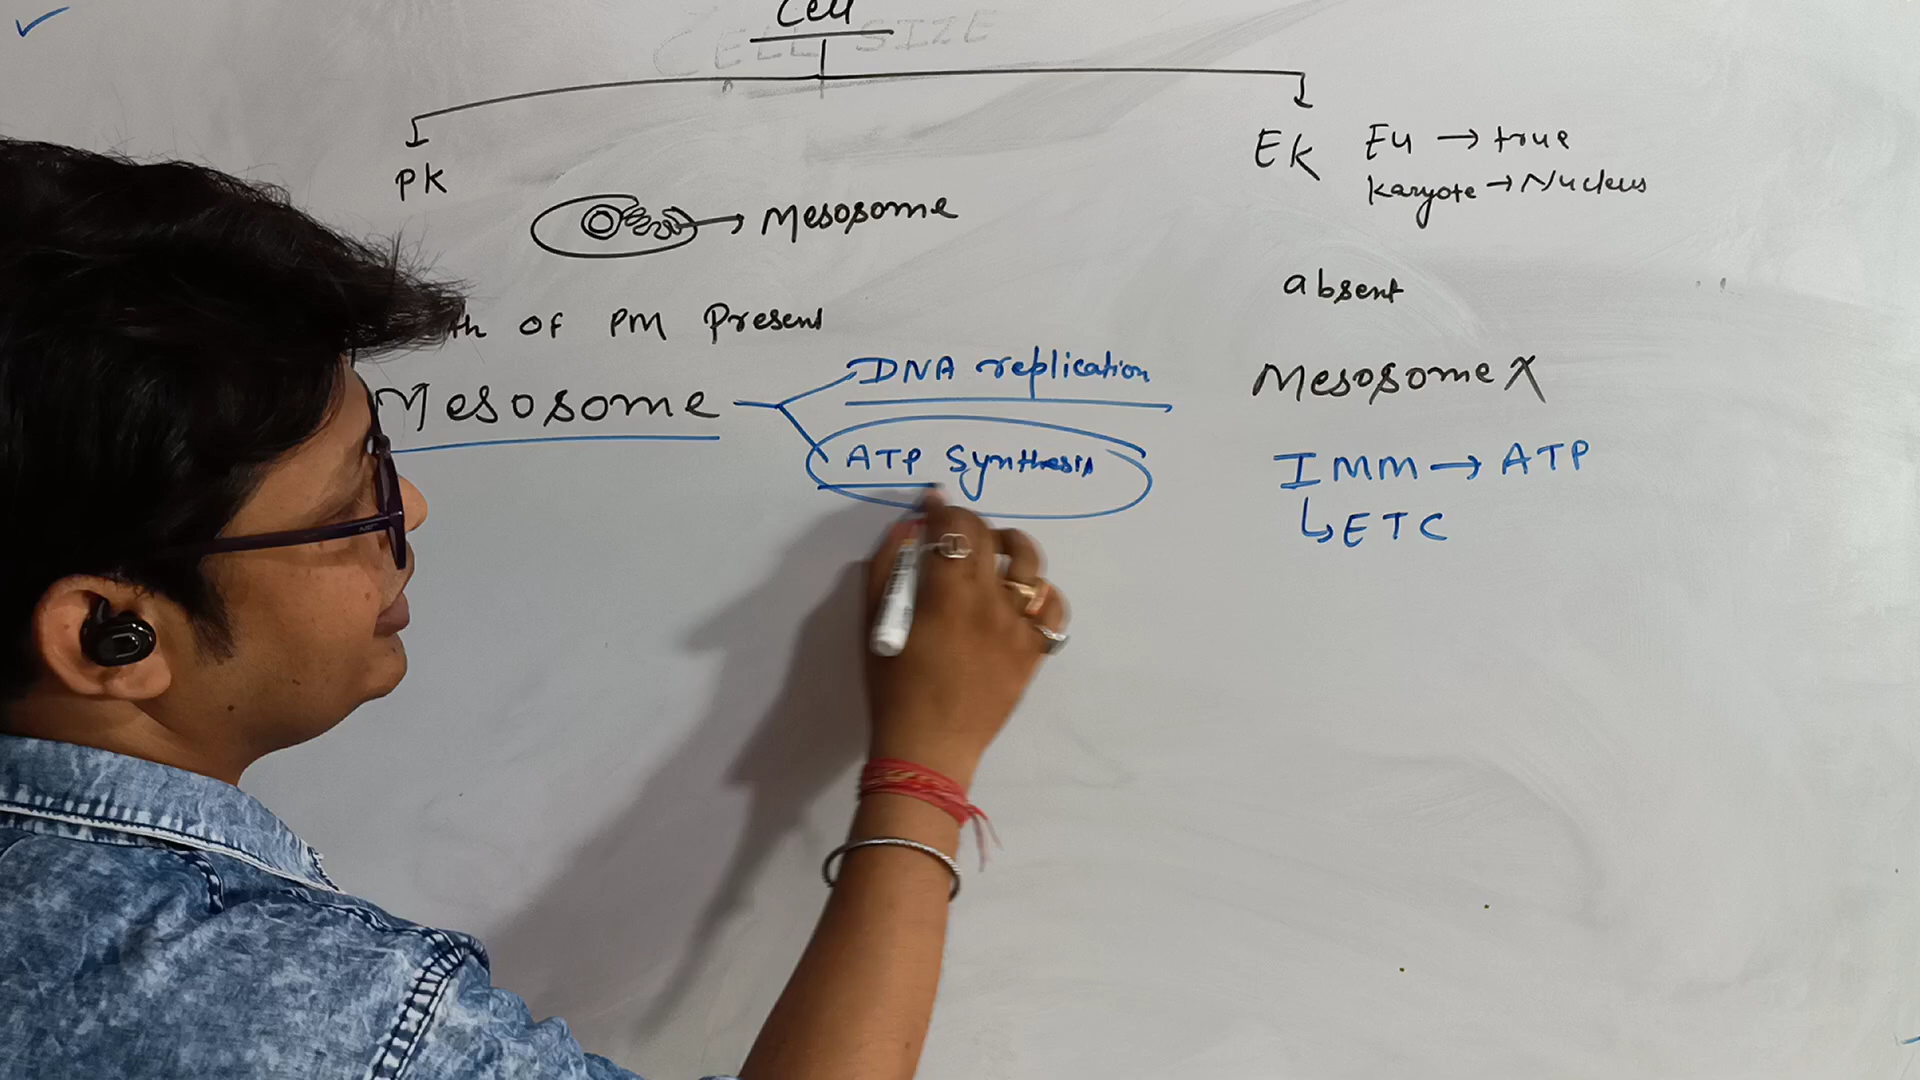 Cell
CELL SIZE
PK
EK
Eu → true
Karyote → Nucleus
Mesosome
absent
of PM Present
Mesosome
DNA replication
ATP Synthesis
Mesosome X
IMM → ATP
↳ ETC